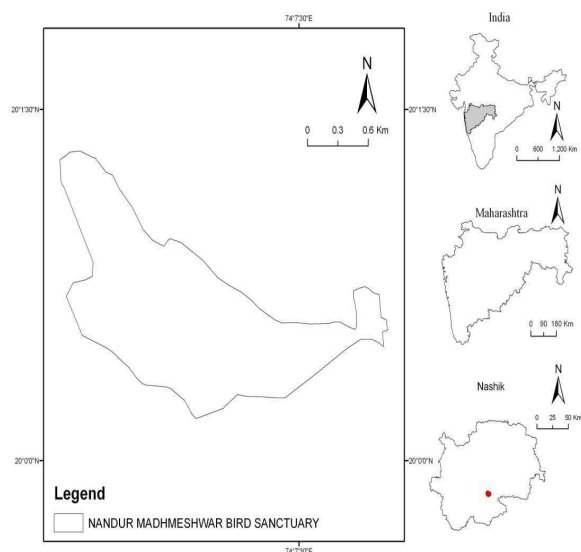 74°7'30"E
N
0 0.3 0.6 Km
20°1'30"N
20°1'30"N
20°0'0"N
20°0'0"N
Legend
NANDUR MADHMESHWAR BIRD SANCTUARY
74°7'30"E
India
N
0 600 1,200 Km
Maharashtra
N
0 90 180 Km
Nashik
N
0 25 50 Km